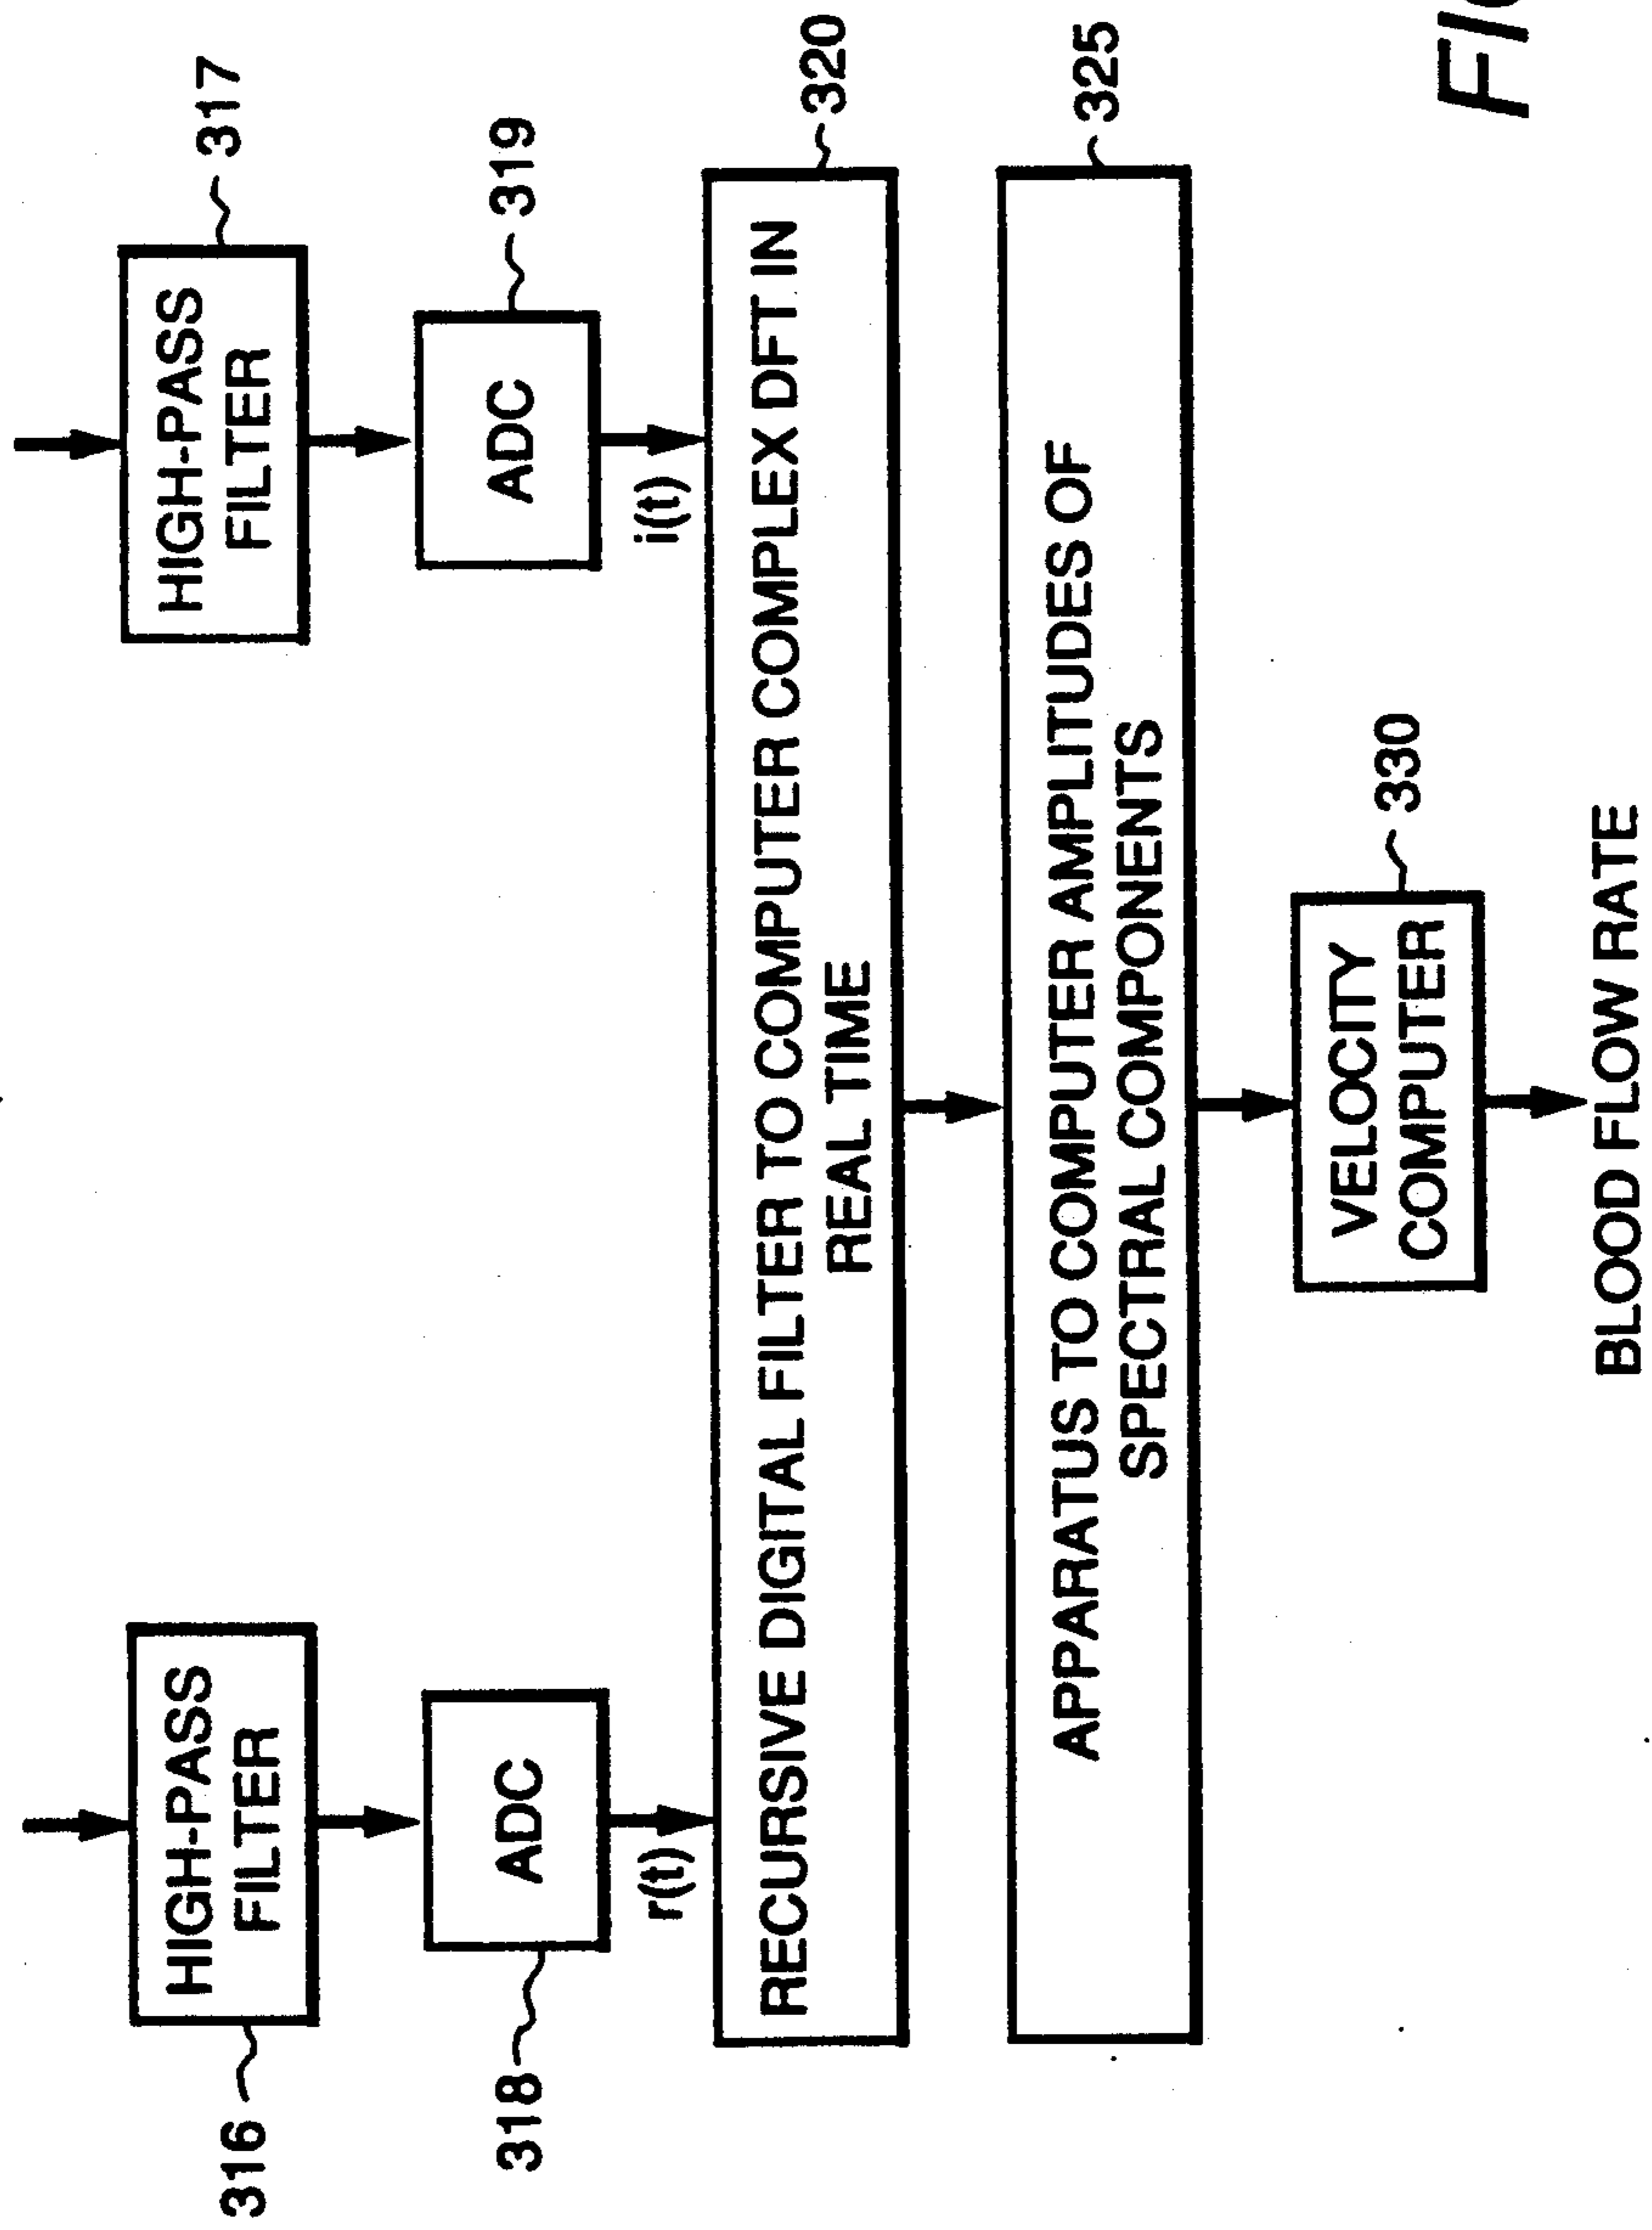 HIGH-PASS
FILTER
316
HIGH-PASS
FILTER
317
ADC
318
ADC
319
r(t)
i(t)
RECURSIVE DIGITAL FILTER TO COMPUTER COMPLEX DFT IN
REAL TIME
320
APPARATUS TO COMPUTER AMPLITUDES OF
SPECTRAL COMPONENTS
325
VELOCITY
COMPUTER
330
BLOOD FLOW RATE